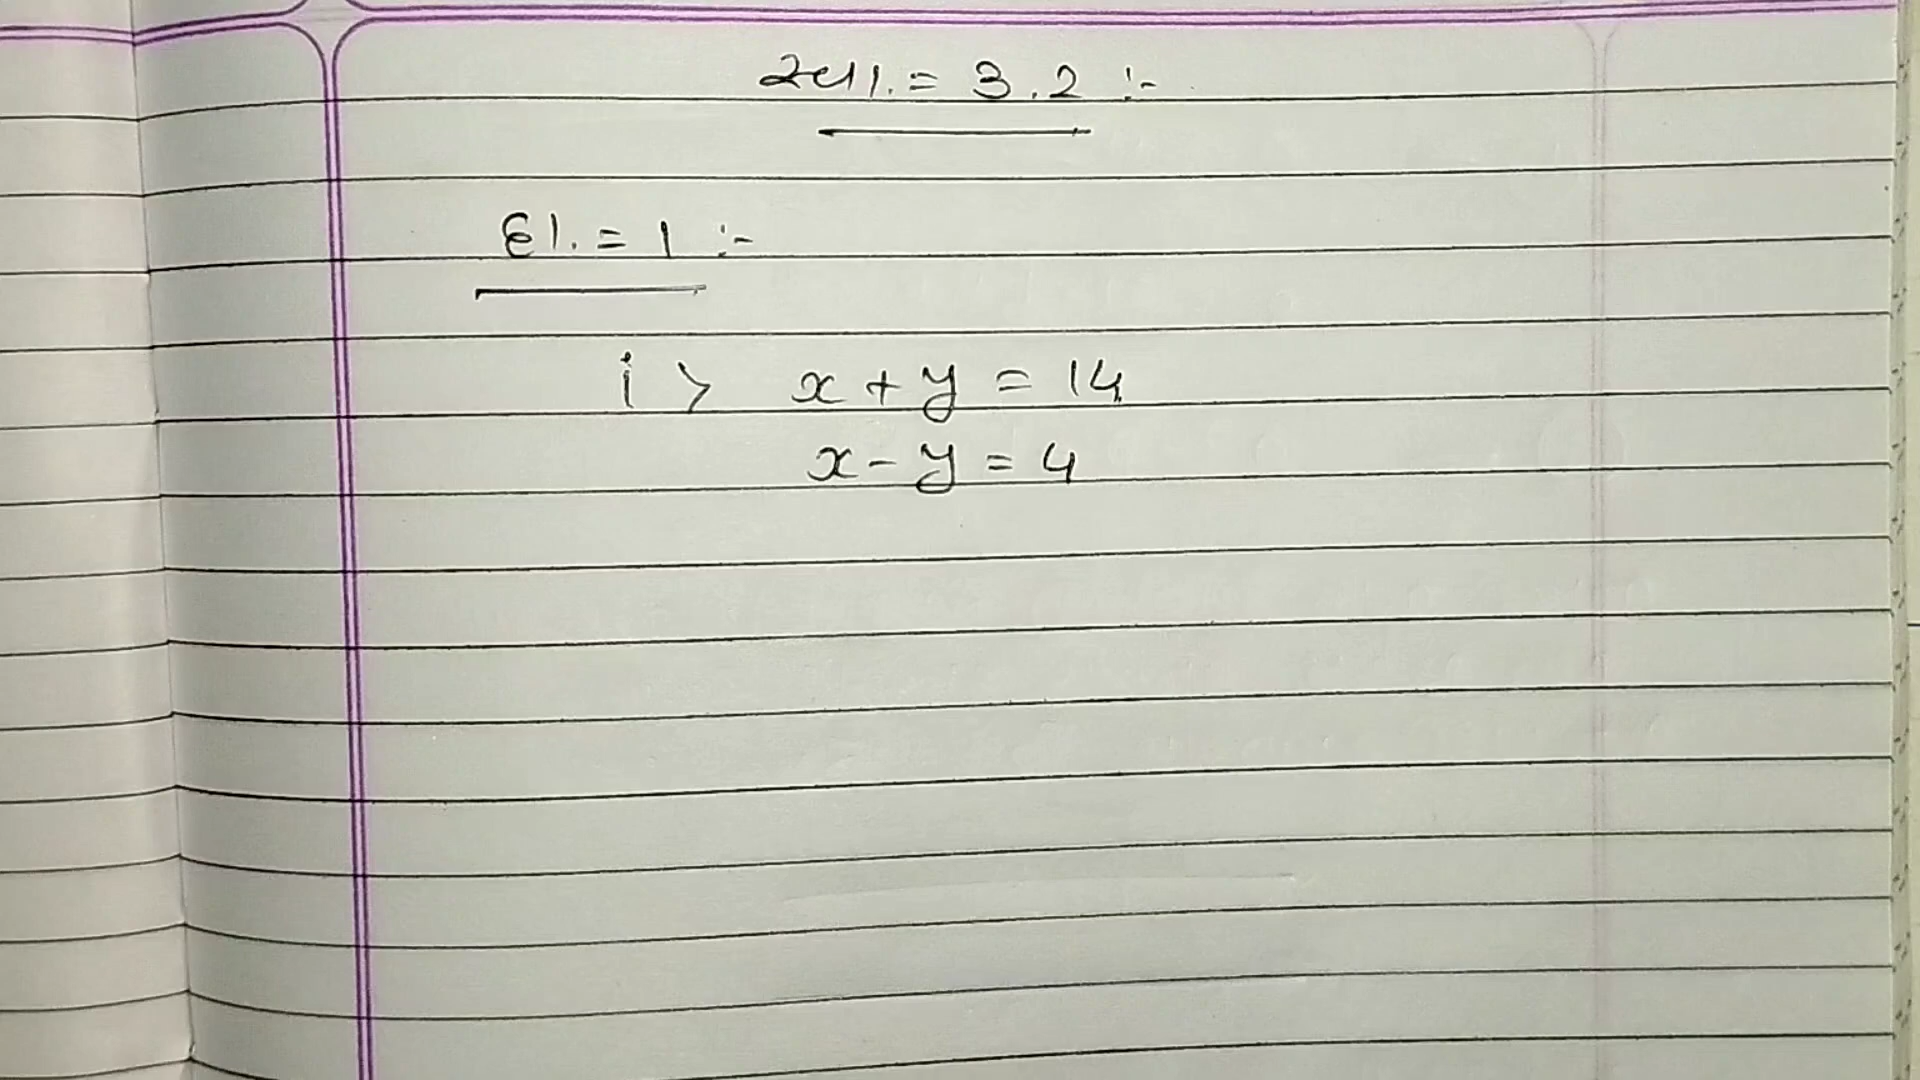 સ્વા. = 3.2 :-
દા. = 1 :-
i> x + y = 14
x - y = 4